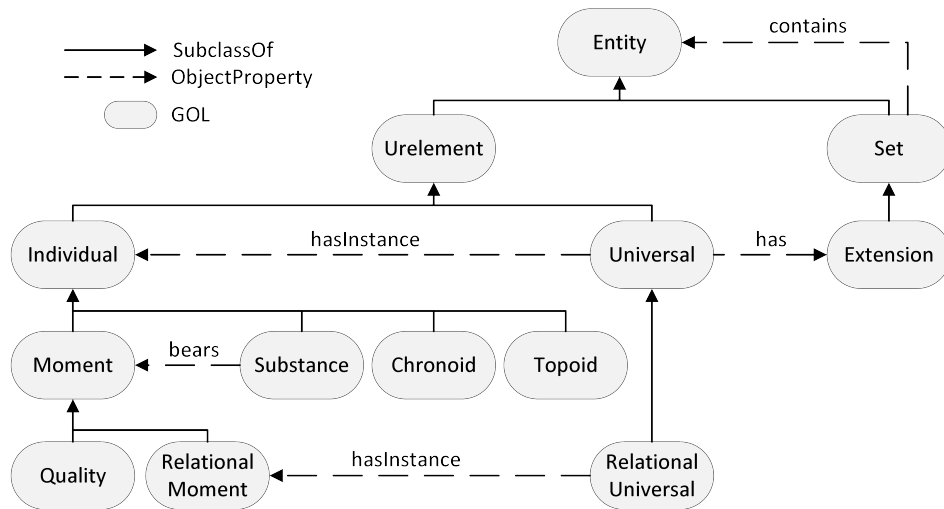 SubclassOf
ObjectProperty
GOL
Entity
contains
Urelement
Set
Individual
hasInstance
Universal
has
Extension
Moment
bears
Substance
Chronoid
Topoid
Quality
Relational
Moment
hasInstance
Relational
Universal